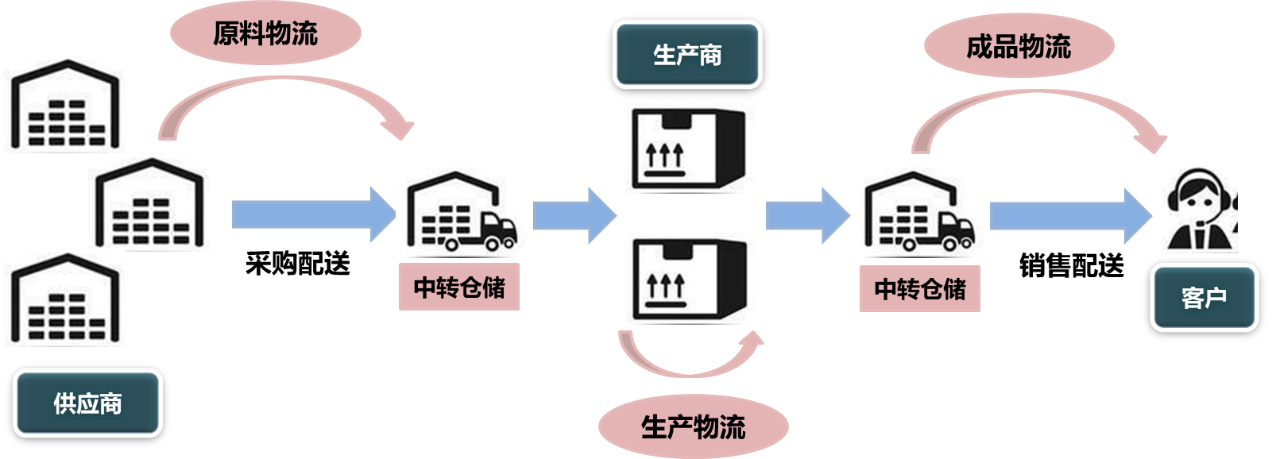 原料物流
生产商
成品物流
采购配送
中转仓储
销售配送
中转仓储
客户
供应商
生产物流